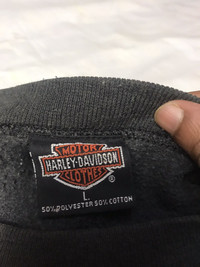 MOTOR
HARLEY-DAVIDSON
CLOTHES
®
L
50% POLYESTER 50% COTTON